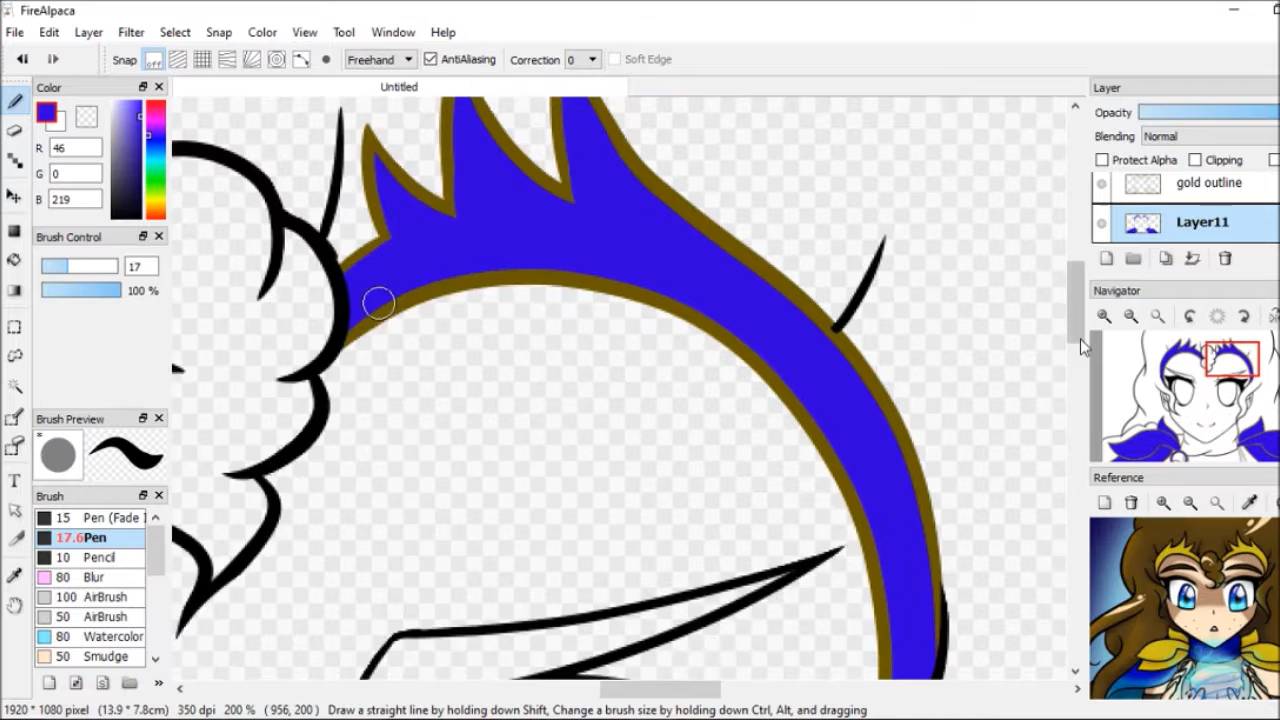 FireAlpaca
File Edit Layer Filter Select Snap Color View Tool Window Help
Snap off Freehand AntiAliasing Correction 0 Soft Edge
Untitled
Color
R 46
G 0
B 219
Brush Control
17
100 %
Brush Preview
*
Brush
15 Pen (Fade
17.6 Pen
10 Pencil
80 Blur
100 AirBrush
50 AirBrush
80 Watercolor
50 Smudge
T
Layer
Opacity
Blending Normal
Protect Alpha Clipping
gold outline
Layer11
Navigator
Reference
1920 * 1080 pixel (13.9 * 7.8cm) 350 dpi 200 % ( 956, 200 ) Draw a straight line by holding down Shift, Change a brush size by holding down Ctrl, Alt, and dragging